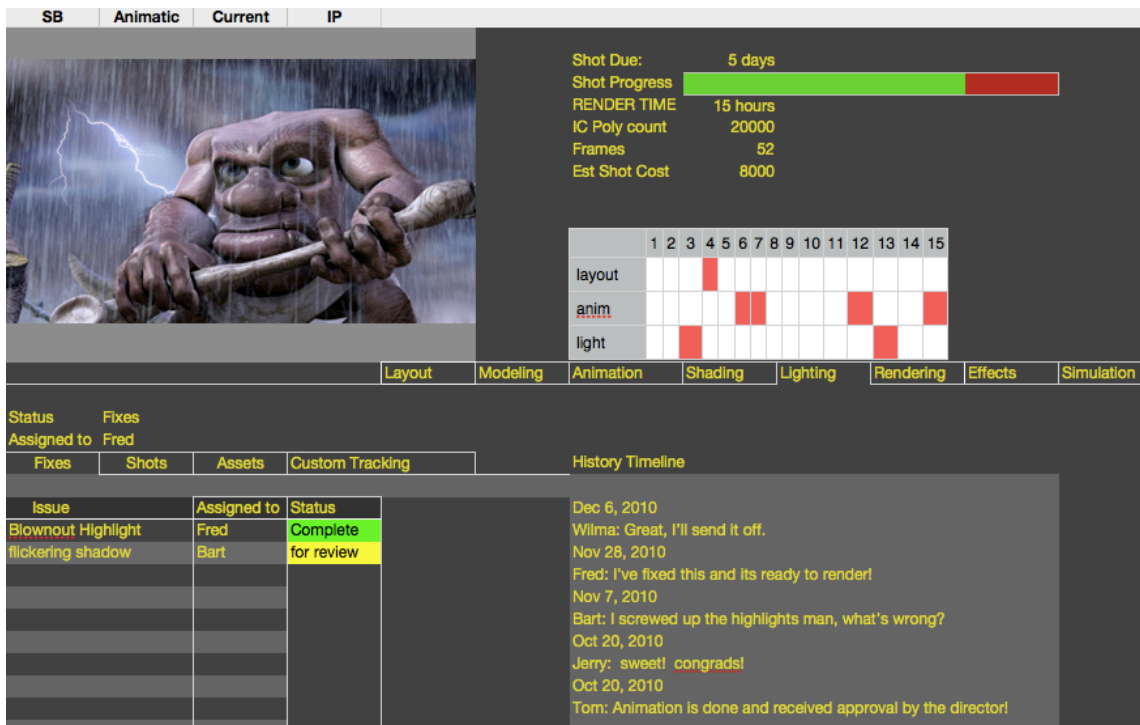 SB Animatic Current IP
Shot Due: 5 days
Shot Progress
RENDER TIME 15 hours
IC Poly count 20000
Frames 52
Est Shot Cost 8000
1 2 3 4 5 6 7 8 9 10 11 12 13 14 15
layout
anim
light
Layout Modeling Animation Shading Lighting Rendering Effects Simulation
Status Fixes
Assigned to Fred
Fixes Shots Assets Custom Tracking
Issue Assigned to Status
Blownout Highlight Fred Complete
flickering shadow Bart for review
History Timeline
Dec 6, 2010
Wilma: Great, I'll send it off.
Nov 28, 2010
Fred: I've fixed this and its ready to render!
Nov 7, 2010
Bart: I screwed up the highlights man, what's wrong?
Oct 20, 2010
Jerry: sweet! congrads!
Oct 20, 2010
Tom: Animation is done and received approval by the director!